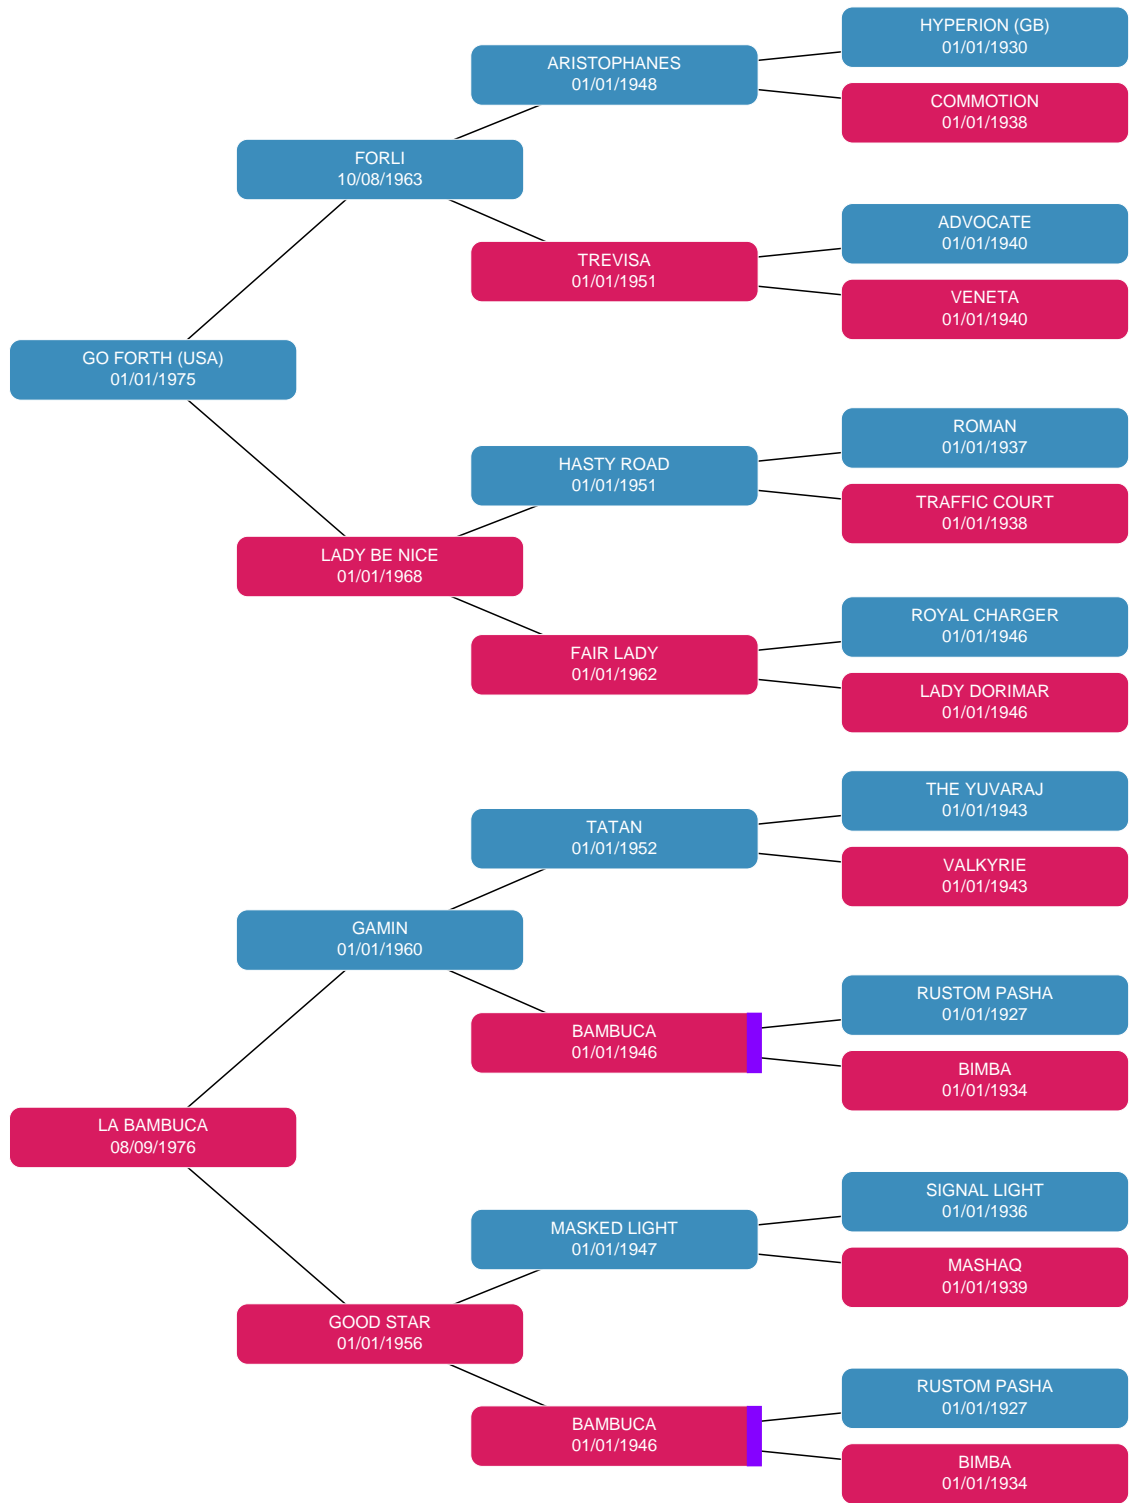 HYPERION (GB)
01/01/1930
ARISTOPHANES
01/01/1948
COMMOTION
01/01/1938
FORLI
10/08/1963
ADVOCATE
01/01/1940
TREVISA
01/01/1951
VENETA
01/01/1940
GO FORTH (USA)
01/01/1975
ROMAN
01/01/1937
HASTY ROAD
01/01/1951
TRAFFIC COURT
01/01/1938
LADY BE NICE
01/01/1968
ROYAL CHARGER
01/01/1946
FAIR LADY
01/01/1962
LADY DORIMAR
01/01/1946
THE YUVARAJ
01/01/1943
TATAN
01/01/1952
VALKYRIE
01/01/1943
GAMIN
01/01/1960
RUSTOM PASHA
01/01/1927
BAMBUCA
01/01/1946
BIMBA
01/01/1934
LA BAMBUCA
08/09/1976
SIGNAL LIGHT
01/01/1936
MASKED LIGHT
01/01/1947
MASHAQ
01/01/1939
GOOD STAR
01/01/1956
RUSTOM PASHA
01/01/1927
BAMBUCA
01/01/1946
BIMBA
01/01/1934